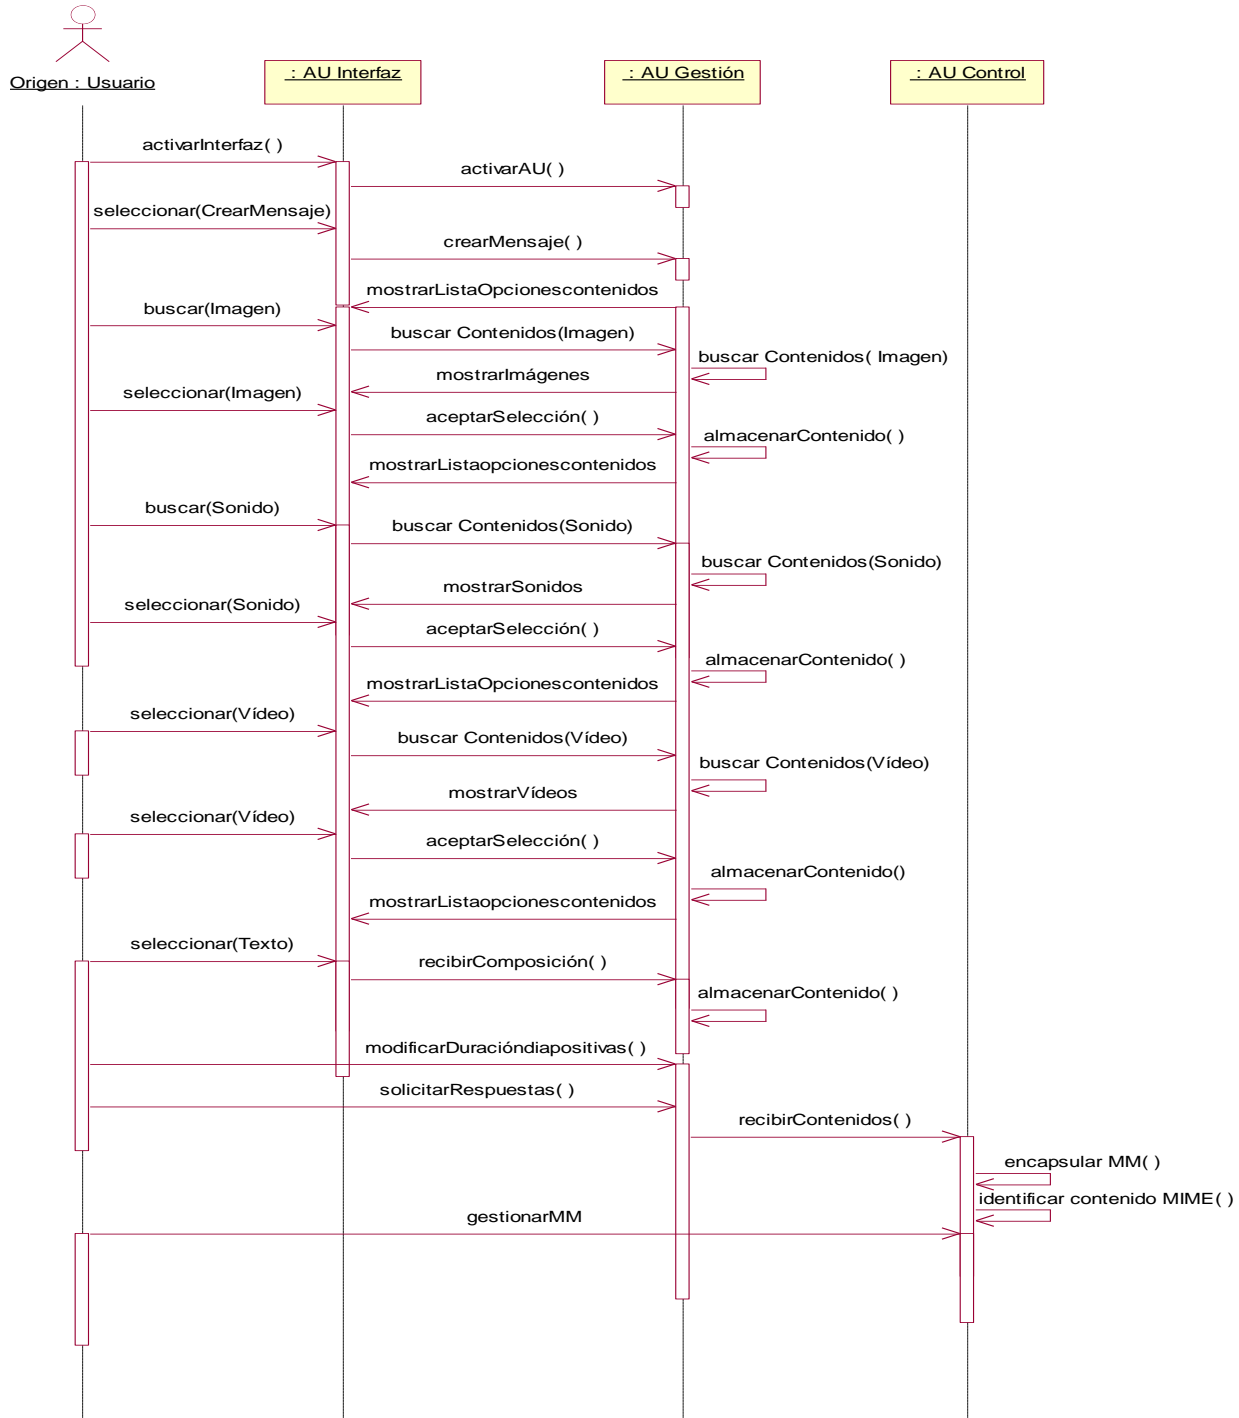 Origen : Usuario
: AU Interfaz
: AU Gestión
: AU Control
activarInterfaz( )
activarAU( )
seleccionar(CrearMensaje)
crearMensaje( )
mostrarListaOpcionescontenidos
buscar(Imagen)
buscar Contenidos(Imagen)
buscar Contenidos( Imagen)
mostrarImágenes
seleccionar(Imagen)
aceptarSelección( )
almacenarContenido( )
mostrarListaopcionescontenidos
buscar(Sonido)
buscar Contenidos(Sonido)
buscar Contenidos(Sonido)
mostrarSonidos
seleccionar(Sonido)
aceptarSelección( )
almacenarContenido( )
mostrarListaOpcionescontenidos
seleccionar(Vídeo)
buscar Contenidos(Vídeo)
buscar Contenidos(Vídeo)
mostrarVídeos
seleccionar(Vídeo)
aceptarSelección( )
almacenarContenido()
mostrarListaopcionescontenidos
seleccionar(Texto)
recibirComposición( )
almacenarContenido( )
modificarDuracióndiapositivas( )
solicitarRespuestas( )
recibirContenidos( )
encapsular MM( )
identificar contenido MIME( )
gestionarMM